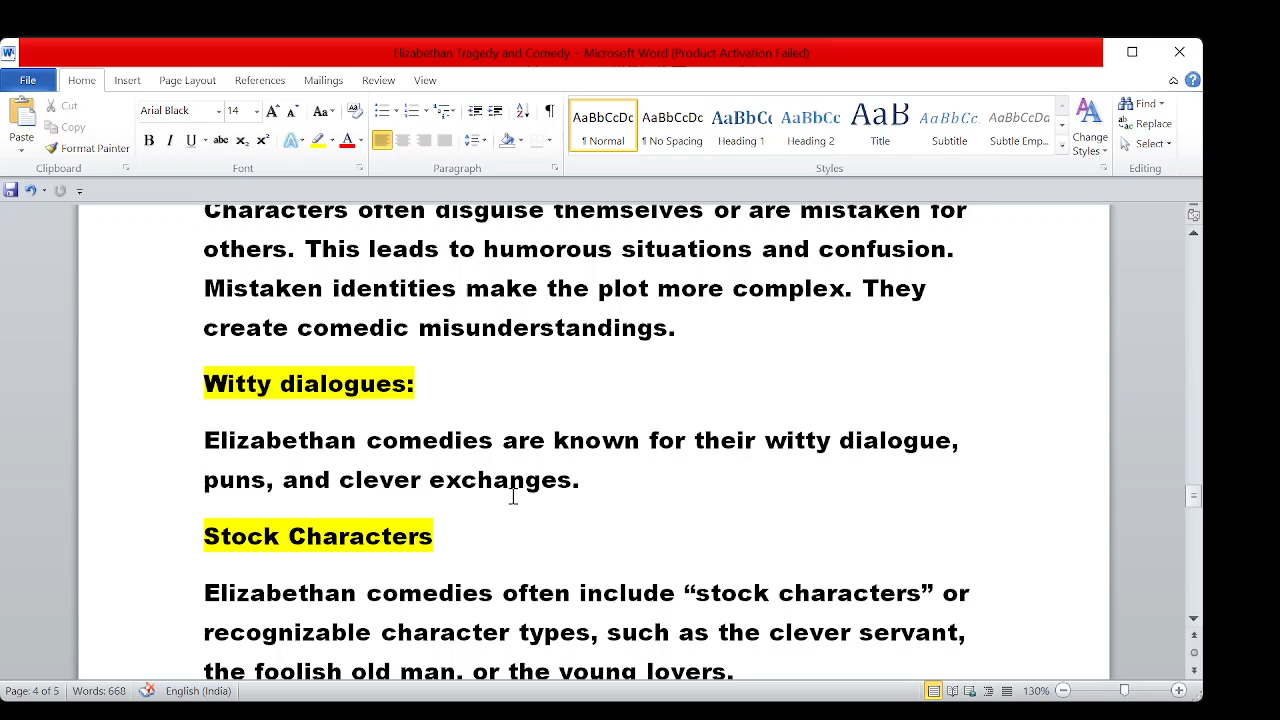 Elizabethan Tragedy and Comedy - Microsoft Word (Product Activation Failed)
File Home Insert Page Layout References Mailings Review View
Paste
Cut
Copy
Format Painter
Clipboard
Arial Black 14
Font
Paragraph
AaBbCcDc AaBbCcDc AaBbCc AaBbCc AaB AaBbCc. AaBbCcDc
¶ Normal ¶ No Spacing Heading 1 Heading 2 Title Subtitle Subtle Emp...
Change
Styles
Styles
Find
Replace
Select
Editing
Characters often disguise themselves or are mistaken for
others. This leads to humorous situations and confusion.
Mistaken identities make the plot more complex. They
create comedic misunderstandings.
Witty dialogues:
Elizabethan comedies are known for their witty dialogue,
puns, and clever exchanges.
Stock Characters
Elizabethan comedies often include “stock characters” or
recognizable character types, such as the clever servant,
the foolish old man, or the young lovers.
Page: 4 of 5 Words: 668 English (India) 130%